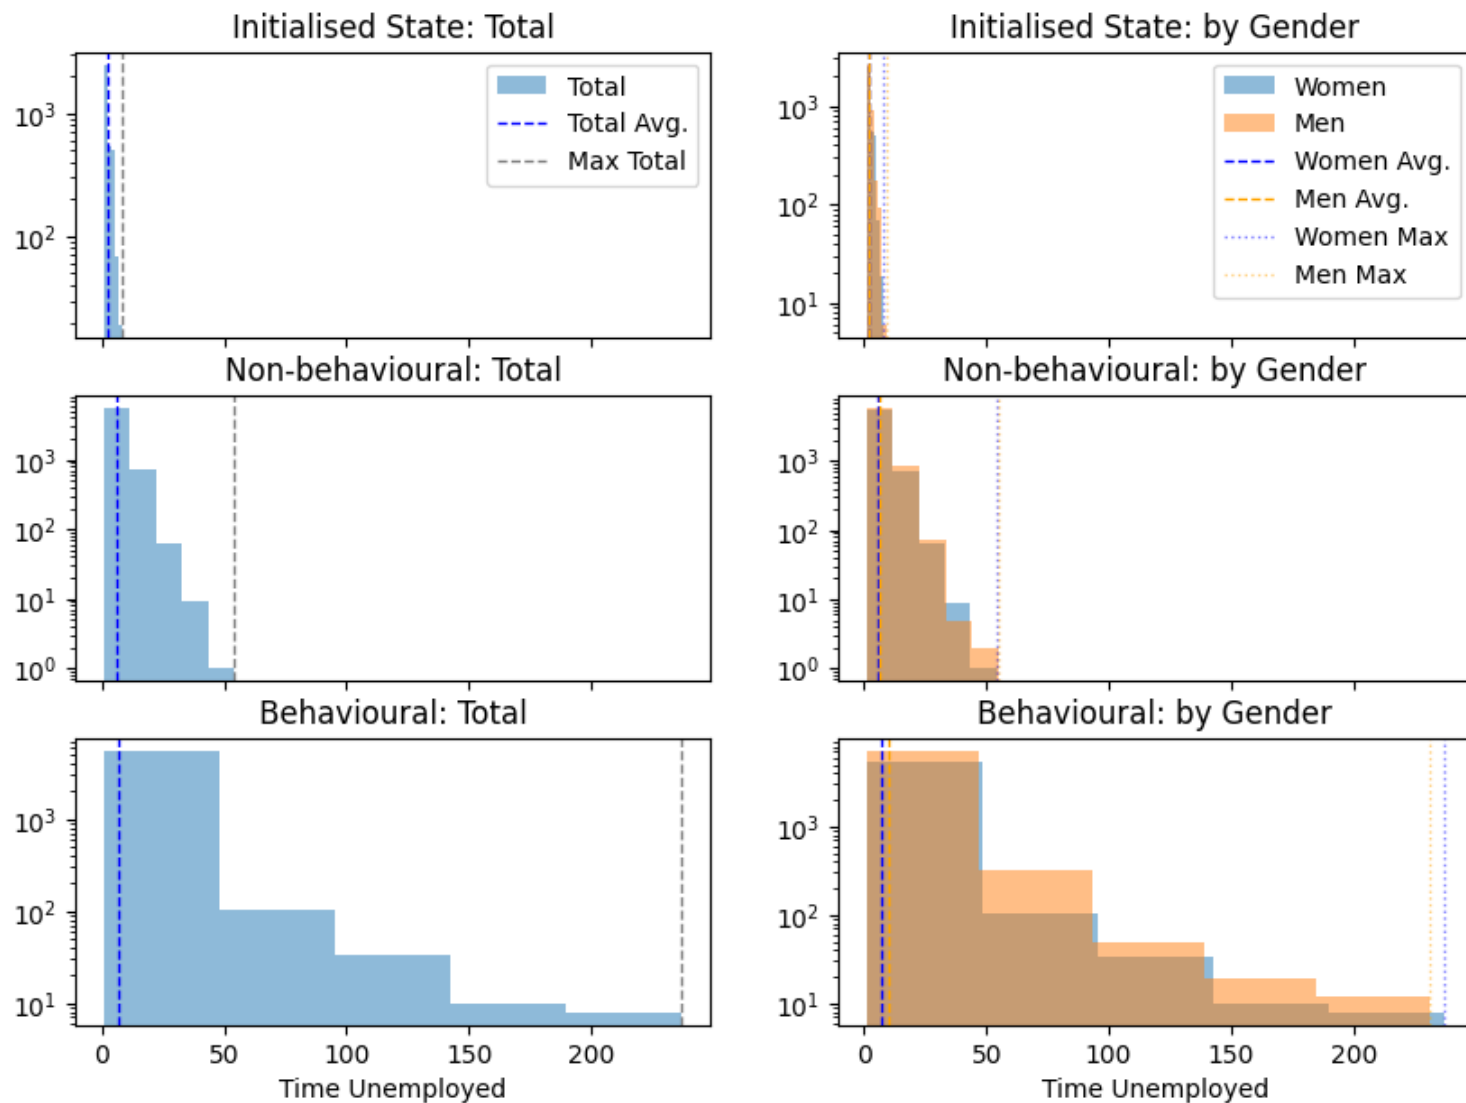 Initialised State: Total
Initialised State: by Gender
10³
10²
Total
Total Avg.
Max Total
10³
10²
10¹
Women
Men
Women Avg.
Men Avg.
Women Max
Men Max
Non-behavioural: Total
Non-behavioural: by Gender
10³
10²
10¹
10⁰
10³
10²
10¹
10⁰
Behavioural: Total
Behavioural: by Gender
10³
10²
10¹
0 50 100 150 200
Time Unemployed
10³
10²
10¹
0 50 100 150 200
Time Unemployed